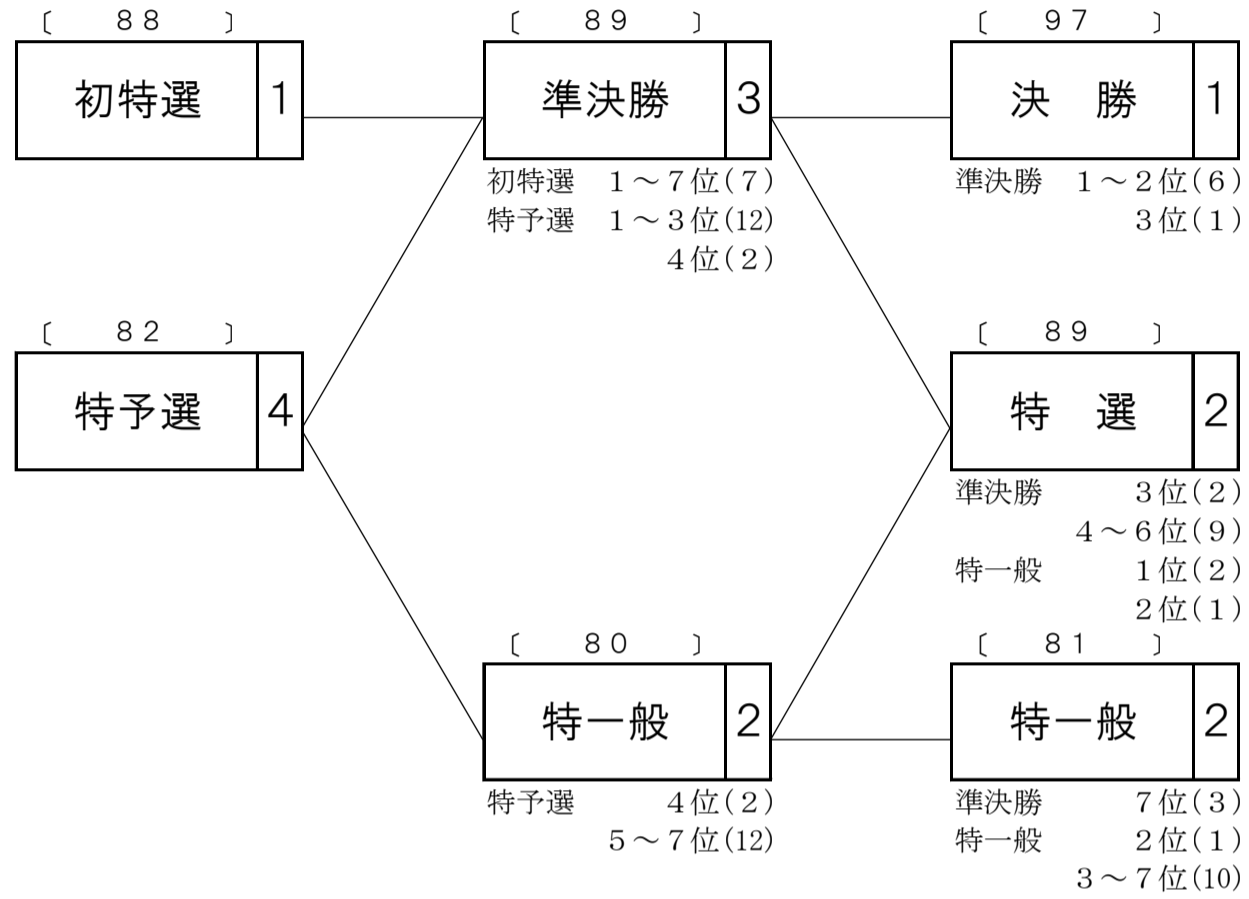 〔 ８８ 〕
初特選 1
〔 ８２ 〕
特予選 4
〔 ８９ 〕
準決勝 3
初特選 １～７位(７)
特予選 １～３位(12)
４位(２)
〔 ８０ 〕
特一般 2
特予選 ４位(２)
５～７位(12)
〔 ９７ 〕
決 勝 1
準決勝 １～２位(６)
３位(１)
〔 ８９ 〕
特 選 2
準決勝 ３位(２)
４～６位(９)
特一般 １位(２)
２位(１)
〔 ８１ 〕
特一般 2
準決勝 ７位(３)
特一般 ２位(１)
３～７位(10)